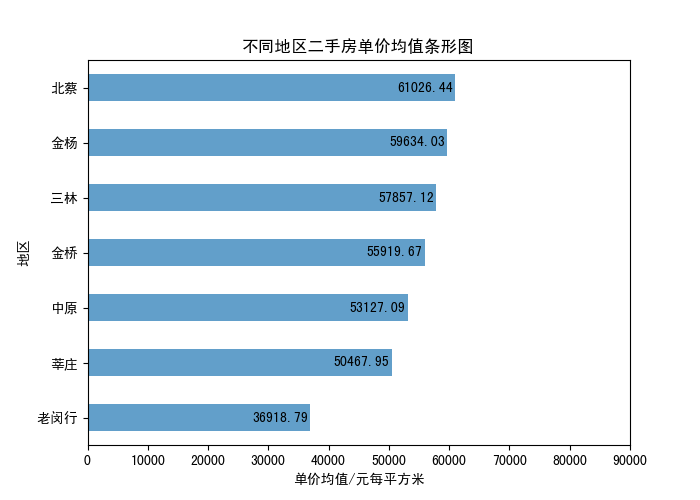 不同地区二手房单价均值条形图
北蔡 61026.44
金杨 59634.03
三林 57857.12
金桥 55919.67
中原 53127.09
莘庄 50467.95
老闵行 36918.79
地区
0 10000 20000 30000 40000 50000 60000 70000 80000 90000
单价均值/元每平方米